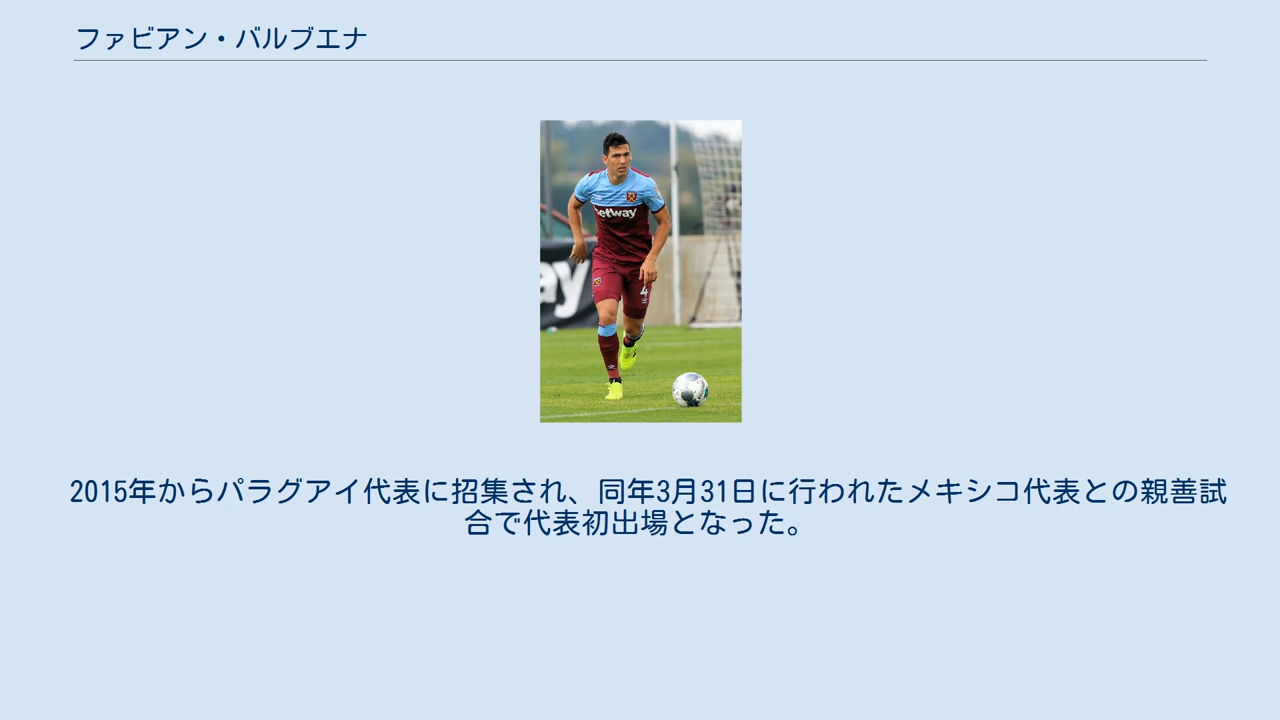 ファビアン・バルブエナ
betway
ay
4
2015年からパラグアイ代表に招集され、同年3月31日に行われたメキシコ代表との親善試
合で代表初出場となった。